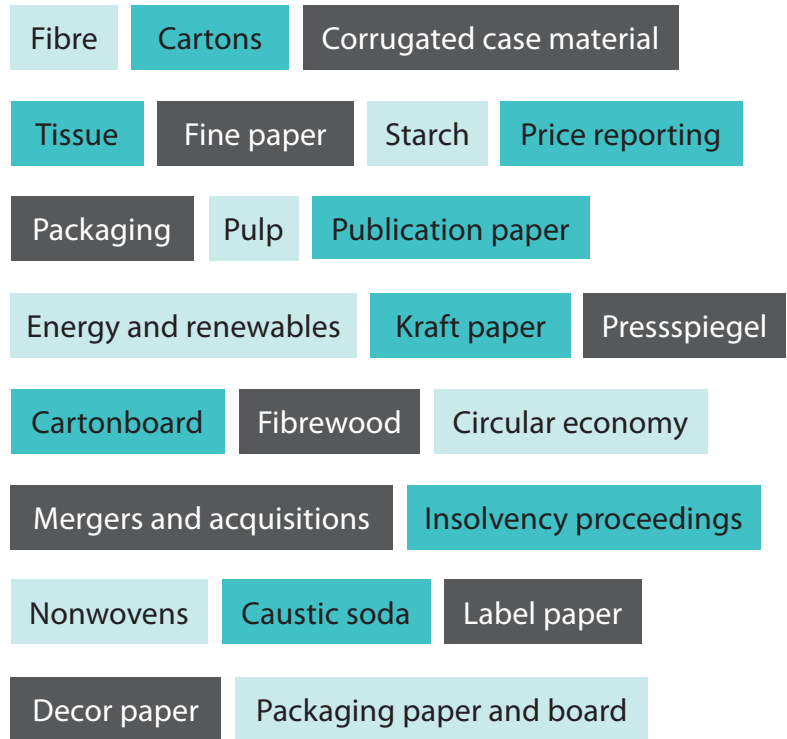 Fibre Cartons Corrugated case material
Tissue Fine paper Starch Price reporting
Packaging Pulp Publication paper
Energy and renewables Kraft paper Pressspiegel
Cartonboard Fibrewood Circular economy
Mergers and acquisitions Insolvency proceedings
Nonwovens Caustic soda Label paper
Decor paper Packaging paper and board